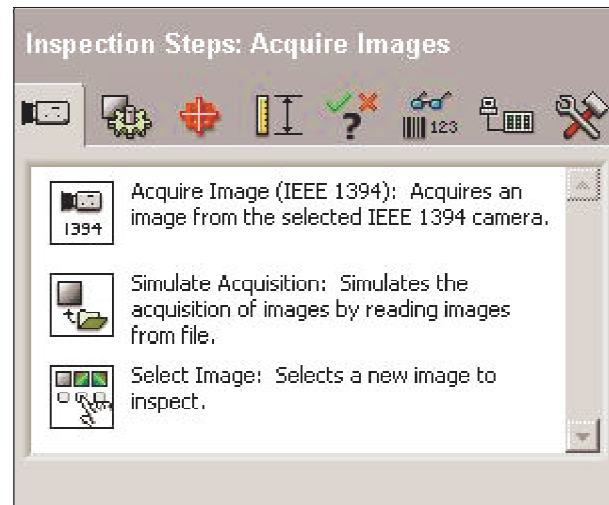 Inspection Steps: Acquire Images
? 123
1394
Acquire Image (IEEE 1394): Acquires an
image from the selected IEEE 1394 camera.
Simulate Acquisition: Simulates the
acquisition of images by reading images
from file.
Select Image: Selects a new image to
inspect.